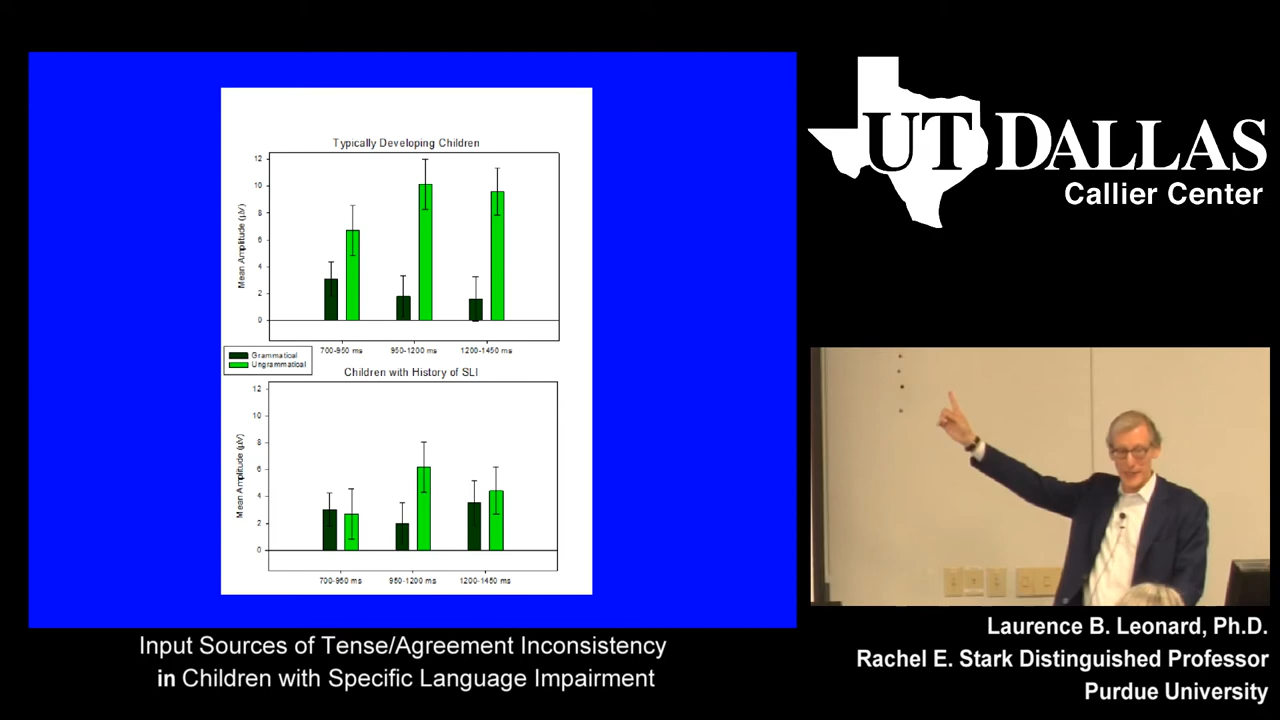 Typically Developing Children
12
10
8
6
4
2
0
Mean Amplitude (µV)
700-950 ms 950-1200 ms 1200-1450 ms
Grammatical
Ungrammatical
Children with History of SLI
12
10
8
6
4
2
0
Mean Amplitude (µV)
700-950 ms 950-1200 ms 1200-1450 ms
UT DALLAS
Callier Center
Input Sources of Tense/Agreement Inconsistency
in Children with Specific Language Impairment
Laurence B. Leonard, Ph.D.
Rachel E. Stark Distinguished Professor
Purdue University